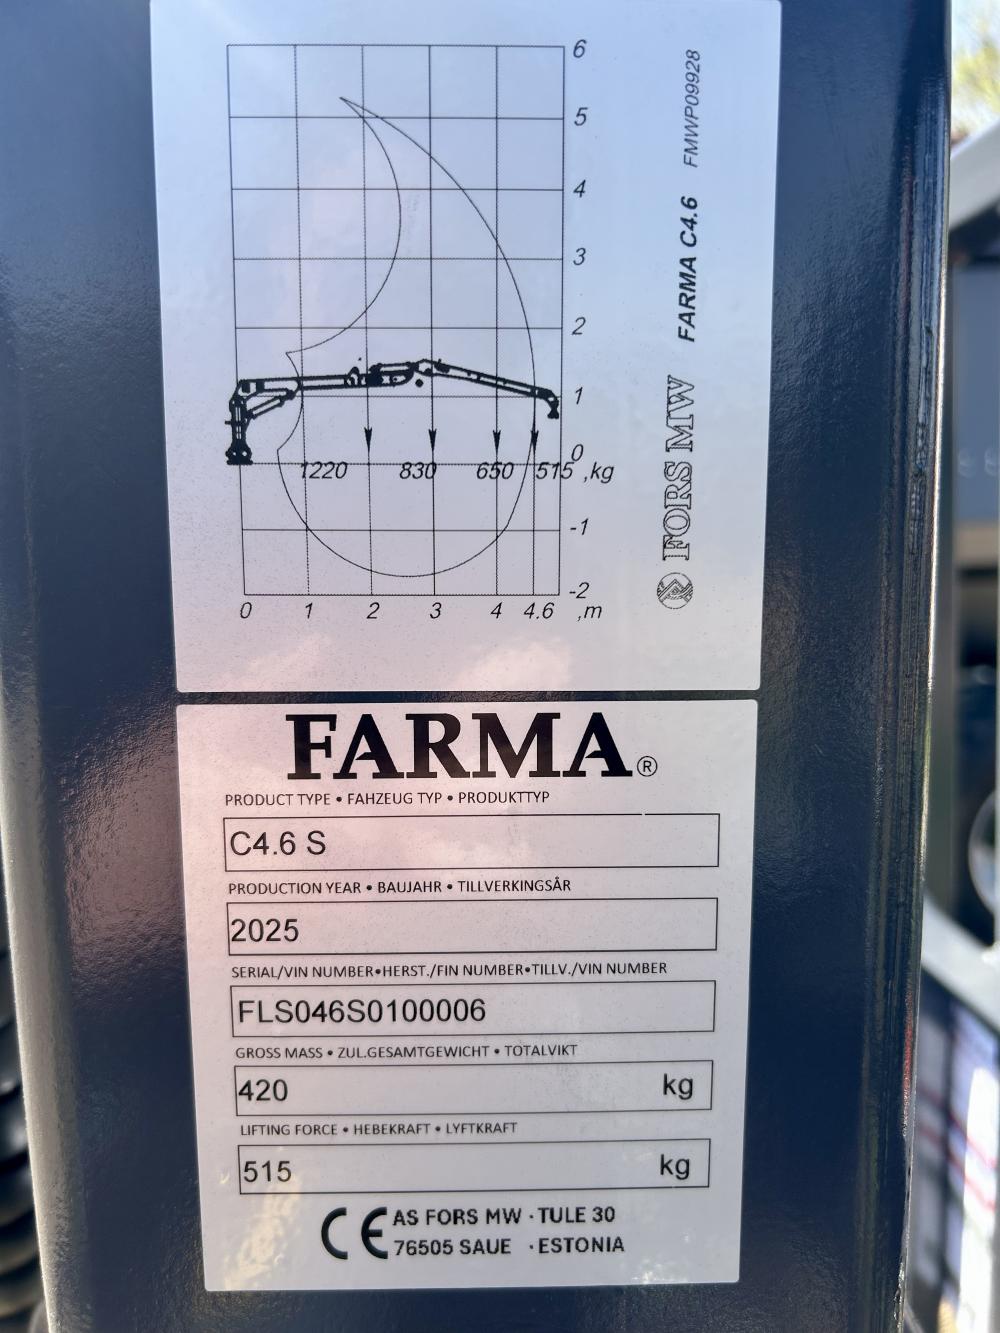 6
5
4
3
2
1
0
1220 830 650 515 ,kg
-1
-2
0 1 2 3 4 4.6 ,m
FORS MW FARMA C4.6 FMWP09928
FARMA®
PRODUCT TYPE • FAHZEUG TYP • PRODUKTTYP
C4.6 S
PRODUCTION YEAR • BAUJAHR • TILLVERKINGSÅR
2025
SERIAL/VIN NUMBER•HERST./FIN NUMBER•TILLV./VIN NUMBER
FLS046S0100006
GROSS MASS • ZUL.GESAMTGEWICHT • TOTALVIKT
420 kg
LIFTING FORCE • HEBEKRAFT • LYFTKRAFT
515 kg
CE AS FORS MW · TULE 30
76505 SAUE · ESTONIA